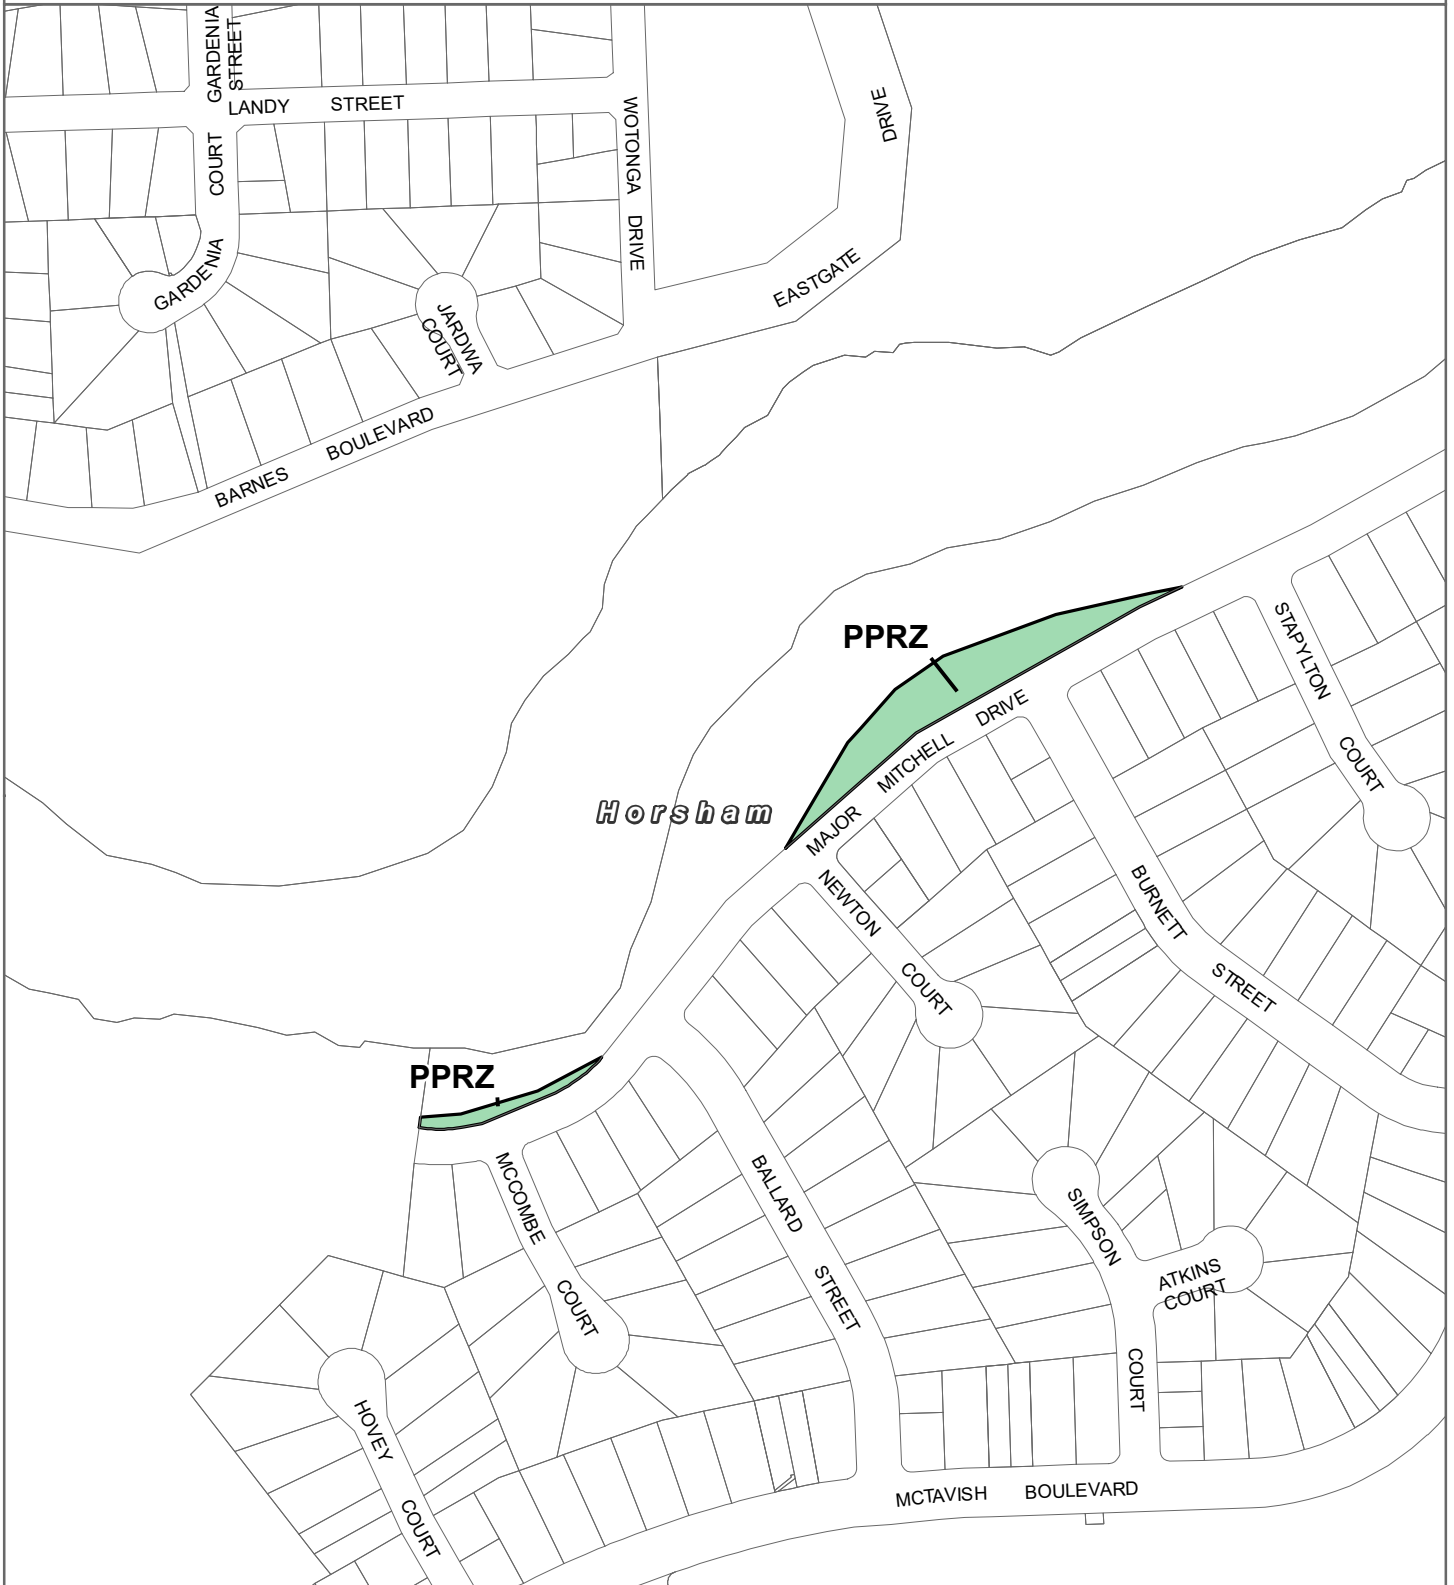 GARDENIA
STREET
LANDY STREET
COURT
GARDENIA
WOTONGA DRIVE
DRIVE
EASTGATE
JARDWA
COURT
BARNES BOULEVARD
PPRZ
MAJOR MITCHELL DRIVE
STAPYLTON COURT
Horsham
NEWTON COURT
BURNETT STREET
PPRZ
MCCOMBE COURT
BALLARD STREET
SIMPSON COURT
ATKINS
COURT
HOVEY COURT
MCTAVISH BOULEVARD